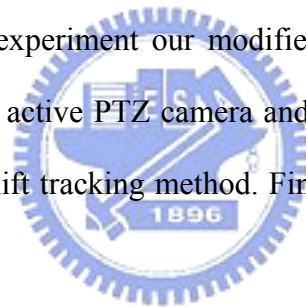 experiment our modifie
active PTZ camera and
ift tracking method. Fin
1896